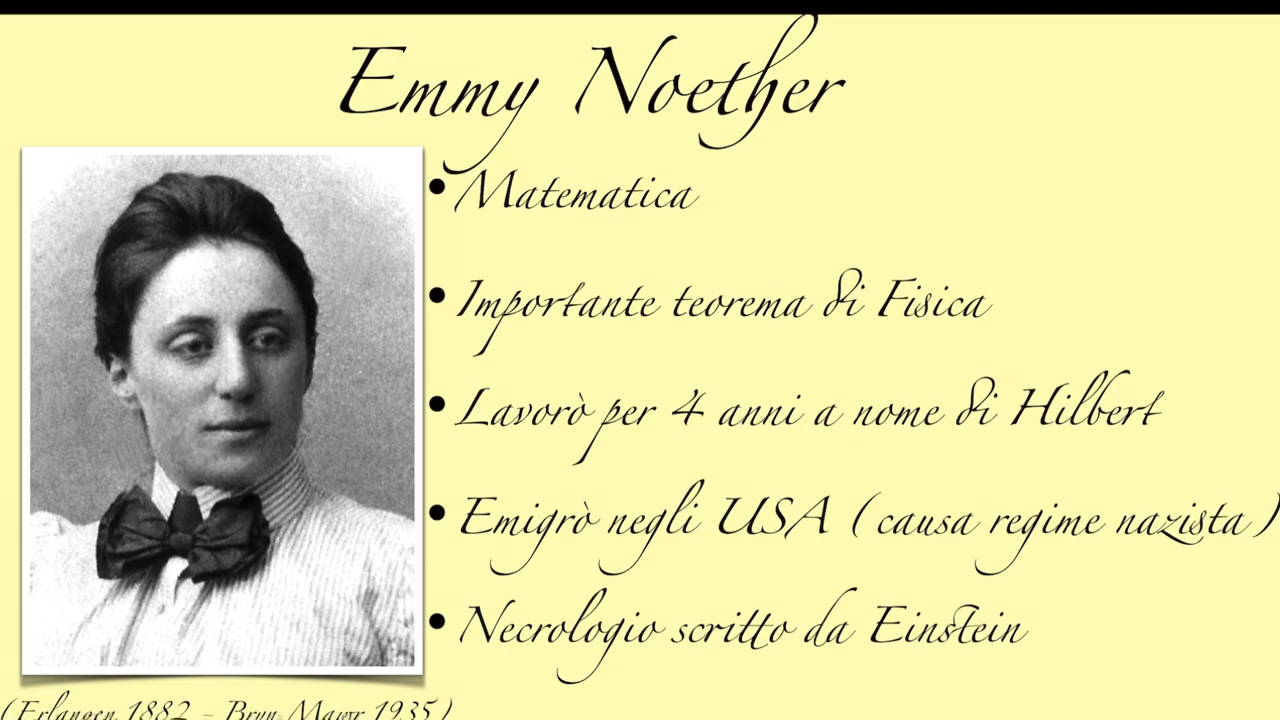 Emmy Noether
• Matematica
• Importante teorema di Fisica
• Lavorò per 4 anni a nome di Hilbert
• Emigrò negli USA (causa regime nazista)
• Necrologio scritto da Einstein
(Erlangen 1882 - Bryn Mawr 1935)